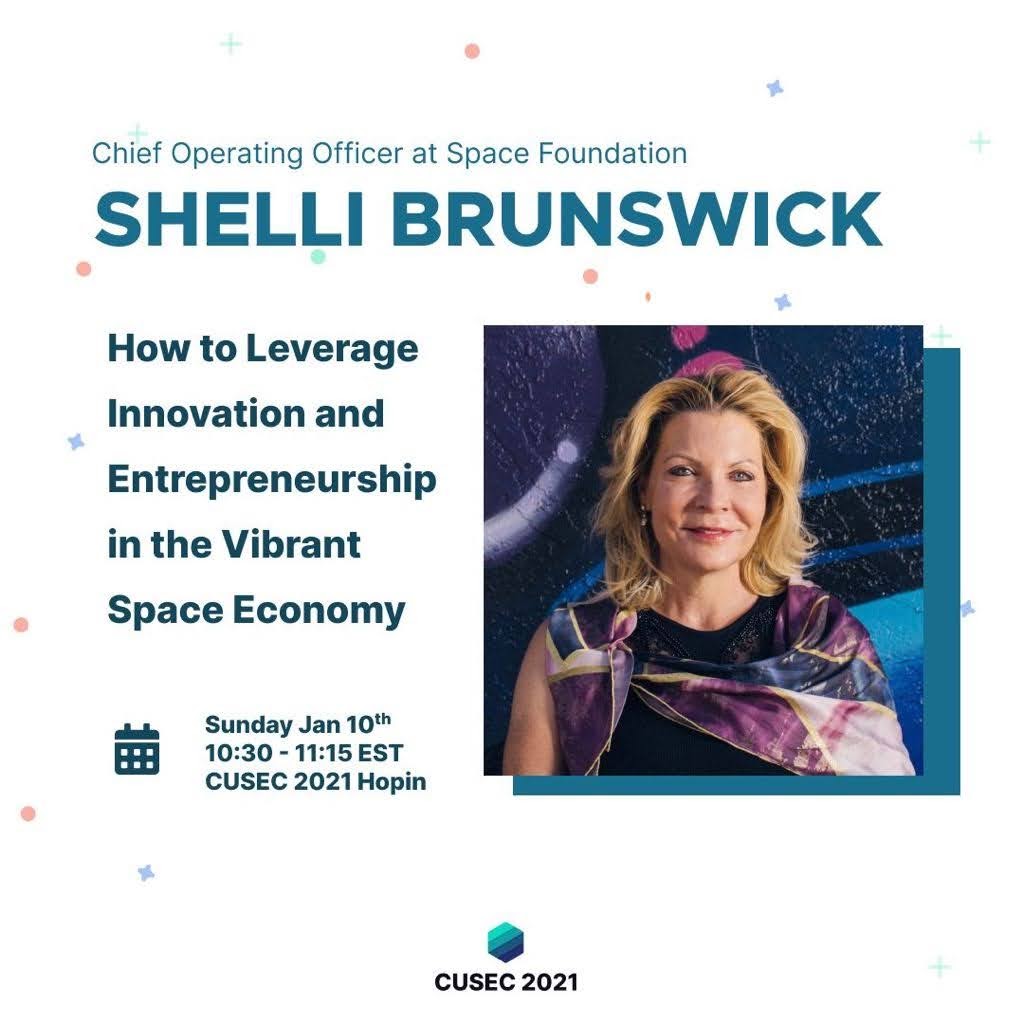 Chief Operating Officer at Space Foundation
SHELLI BRUNSWICK
How to Leverage
Innovation and
Entrepreneurship
in the Vibrant
Space Economy
Sunday Jan 10th
10:30 - 11:15 EST
CUSEC 2021 Hopin
CUSEC 2021